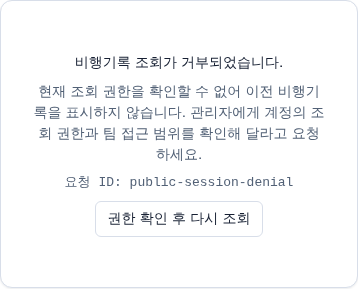 비행기록 조회가 거부되었습니다.
현재 조회 권한을 확인할 수 없어 이전 비행기
록을 표시하지 않습니다. 관리자에게 계정의 조
회 권한과 팀 접근 범위를 확인해 달라고 요청
하세요.
요청 ID: public-session-denial
권한 확인 후 다시 조회